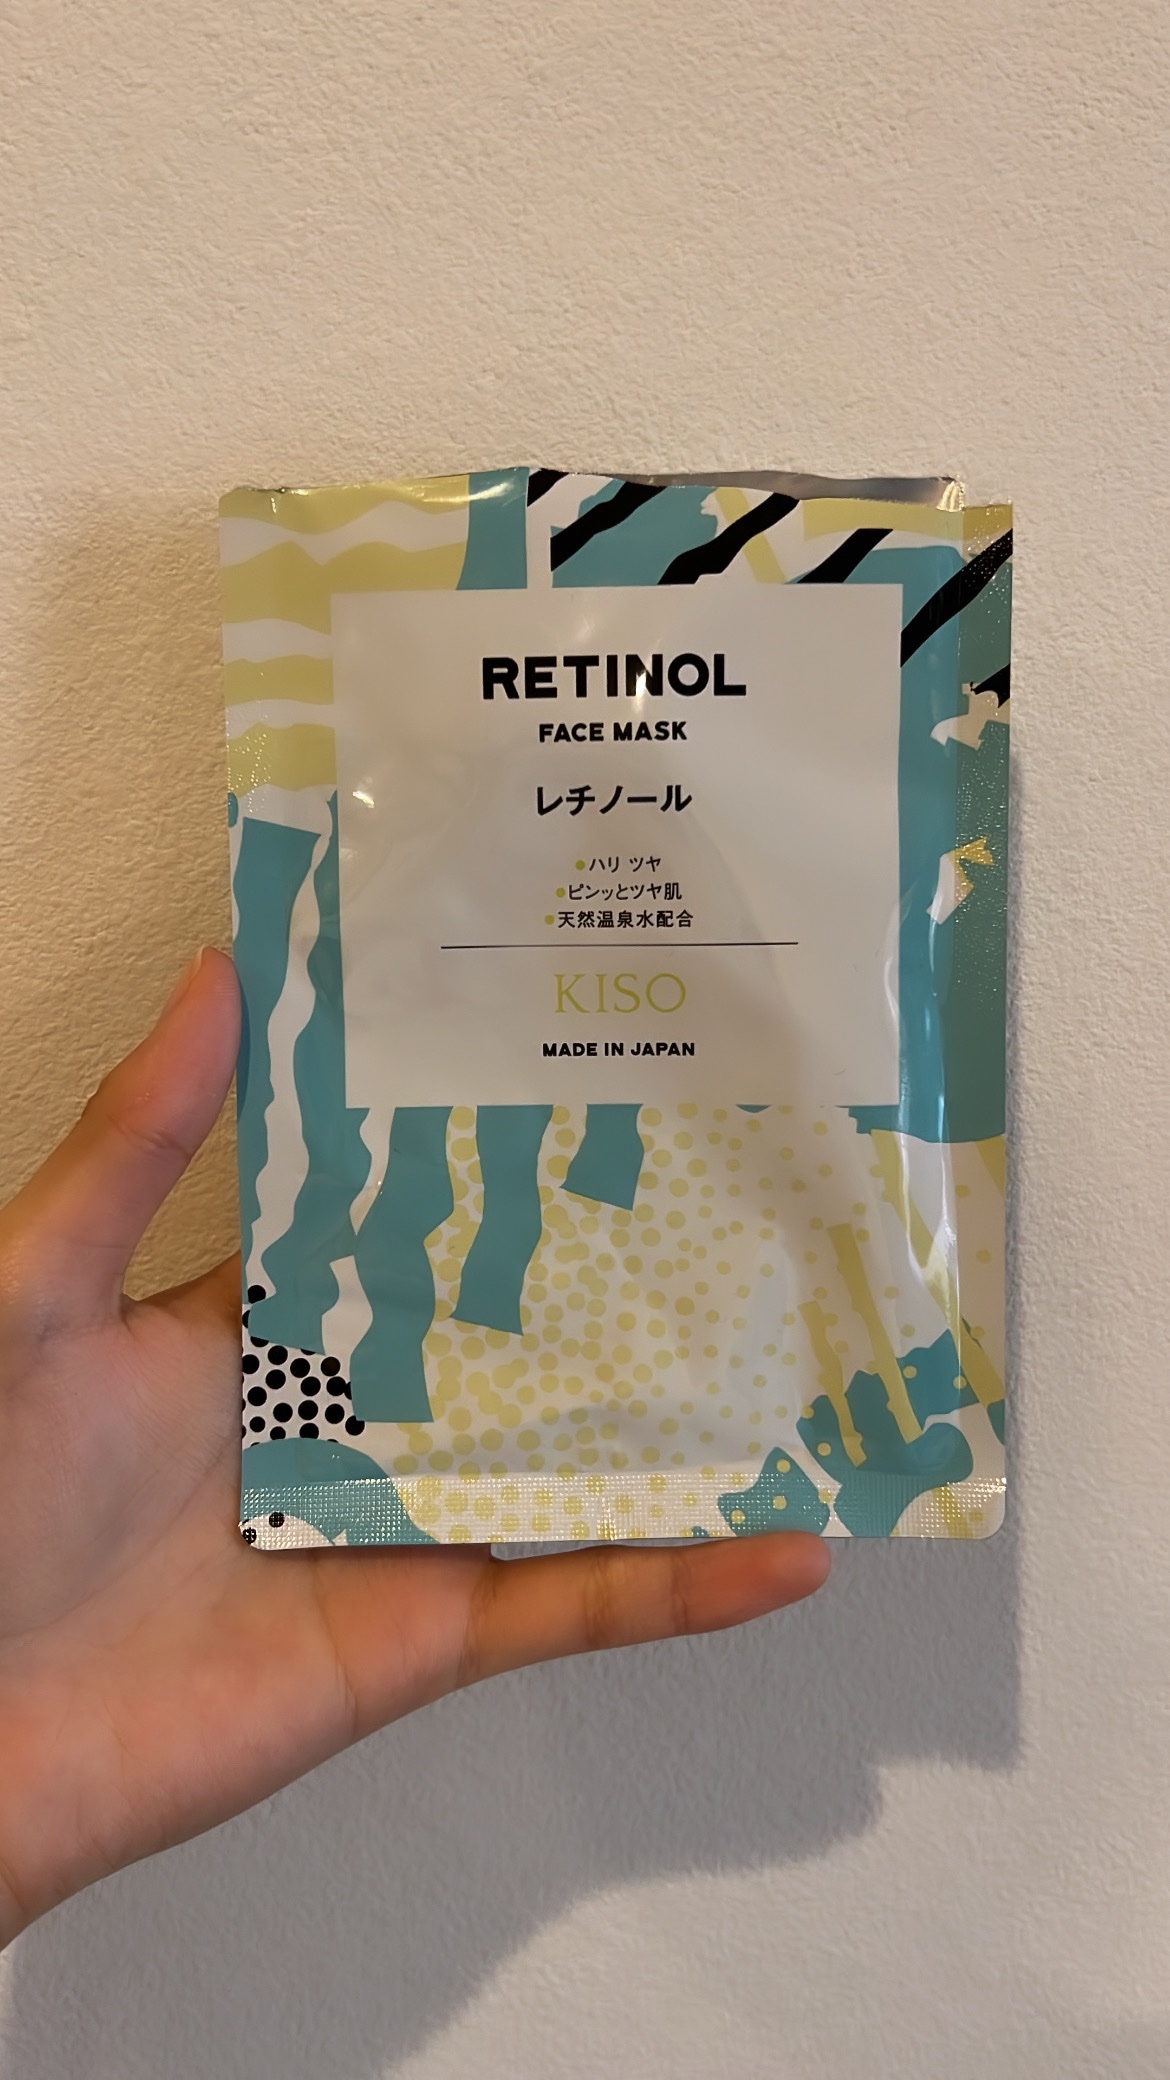 RETINOL
FACE MASK
レチノール
●ハリ ツヤ
●ピンッとツヤ肌
●天然温泉水配合
KISO
MADE IN JAPAN